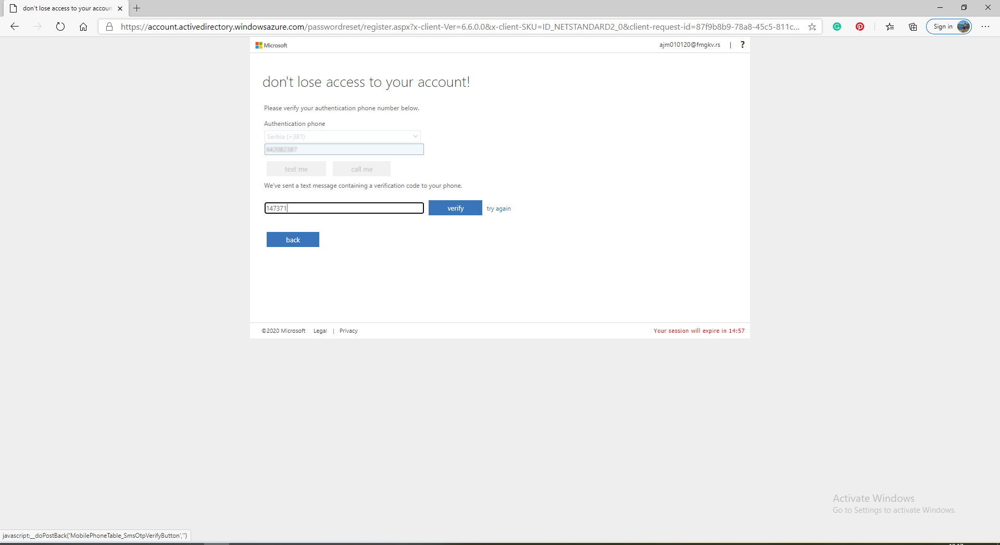 don't lose access to your accoun
https://account.activedirectory.windowsazure.com/passwordreset/register.aspx?x-client-Ver=6.6.0.0&x-client-SKU=ID_NETSTANDARD2_0&client-request-id=87f9b8b9-78a8-45c5-811c...
Sign in
Microsoft
ajm010120@fmgkv.rs | ?
don't lose access to your account!
Please verify your authentication phone number below.
Authentication phone
Serbia (+381)
text me call me
We've sent a text message containing a verification code to your phone.
147371 verify try again
back
©2020 Microsoft Legal | Privacy
Your session will expire in 14:57
Activate Windows
Go to Settings to activate Windows.
javascript:__doPostBack('MobilePhoneTable_SmsOtpVerifyButton','')